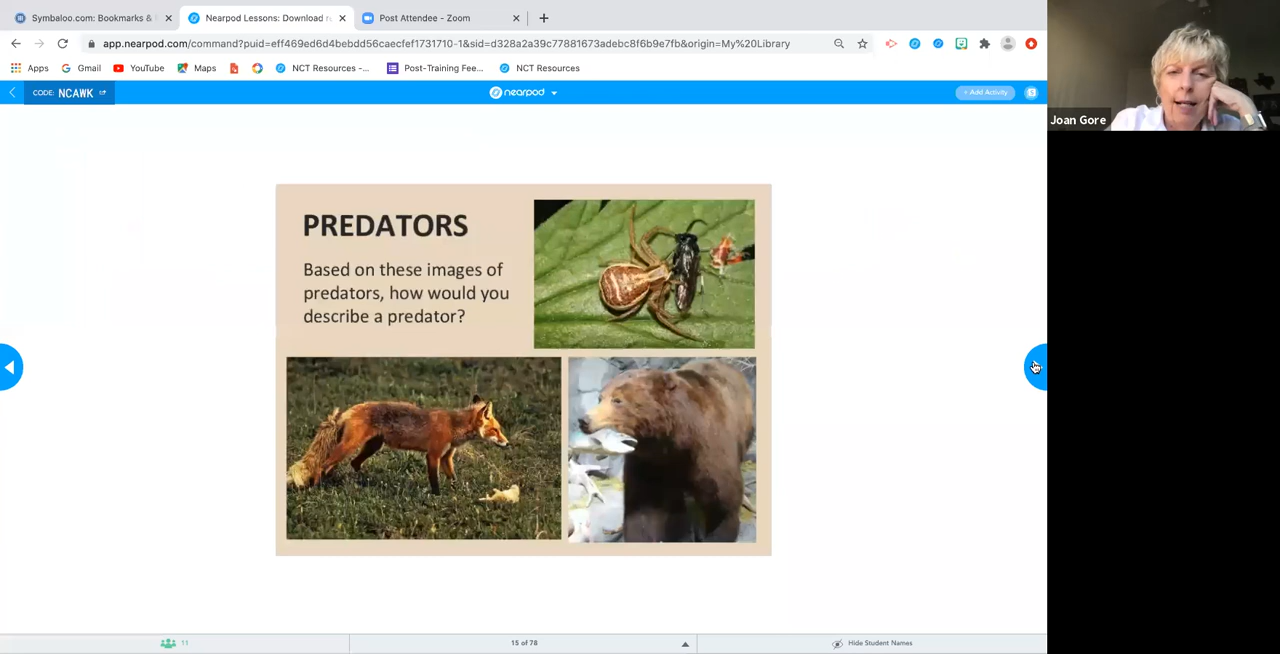 Symbaloo.com: Bookmarks &
Nearpod Lessons: Download r
Post Attendee - Zoom
app.nearpod.com/command?puid=eff469ed6d4bebdd56caecfef1731710-1&sid=d328a2a39c77881673adebc8f6b9e7fb&origin=My%20Library
Apps
Gmail
YouTube
Maps
NCT Resources -...
Post-Training Fee...
NCT Resources
CODE: NCAWK
nearpod
+ Add Activity
Joan Gore
PREDATORS
Based on these images of
predators, how would you
describe a predator?
11
15 of 78
Hide Student Names